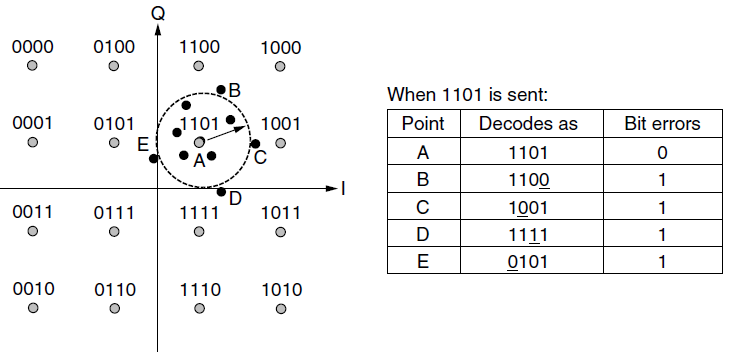 Q
0000 0100 1100 1000
B
0001 0101 1101 1001
E
A
C
I
D
0011 0111 1111 1011
0010 0110 1110 1010
When 1101 is sent:
Point Decodes as Bit errors
A 1101 0
B 1100 1
C 1001 1
D 1111 1
E 0101 1